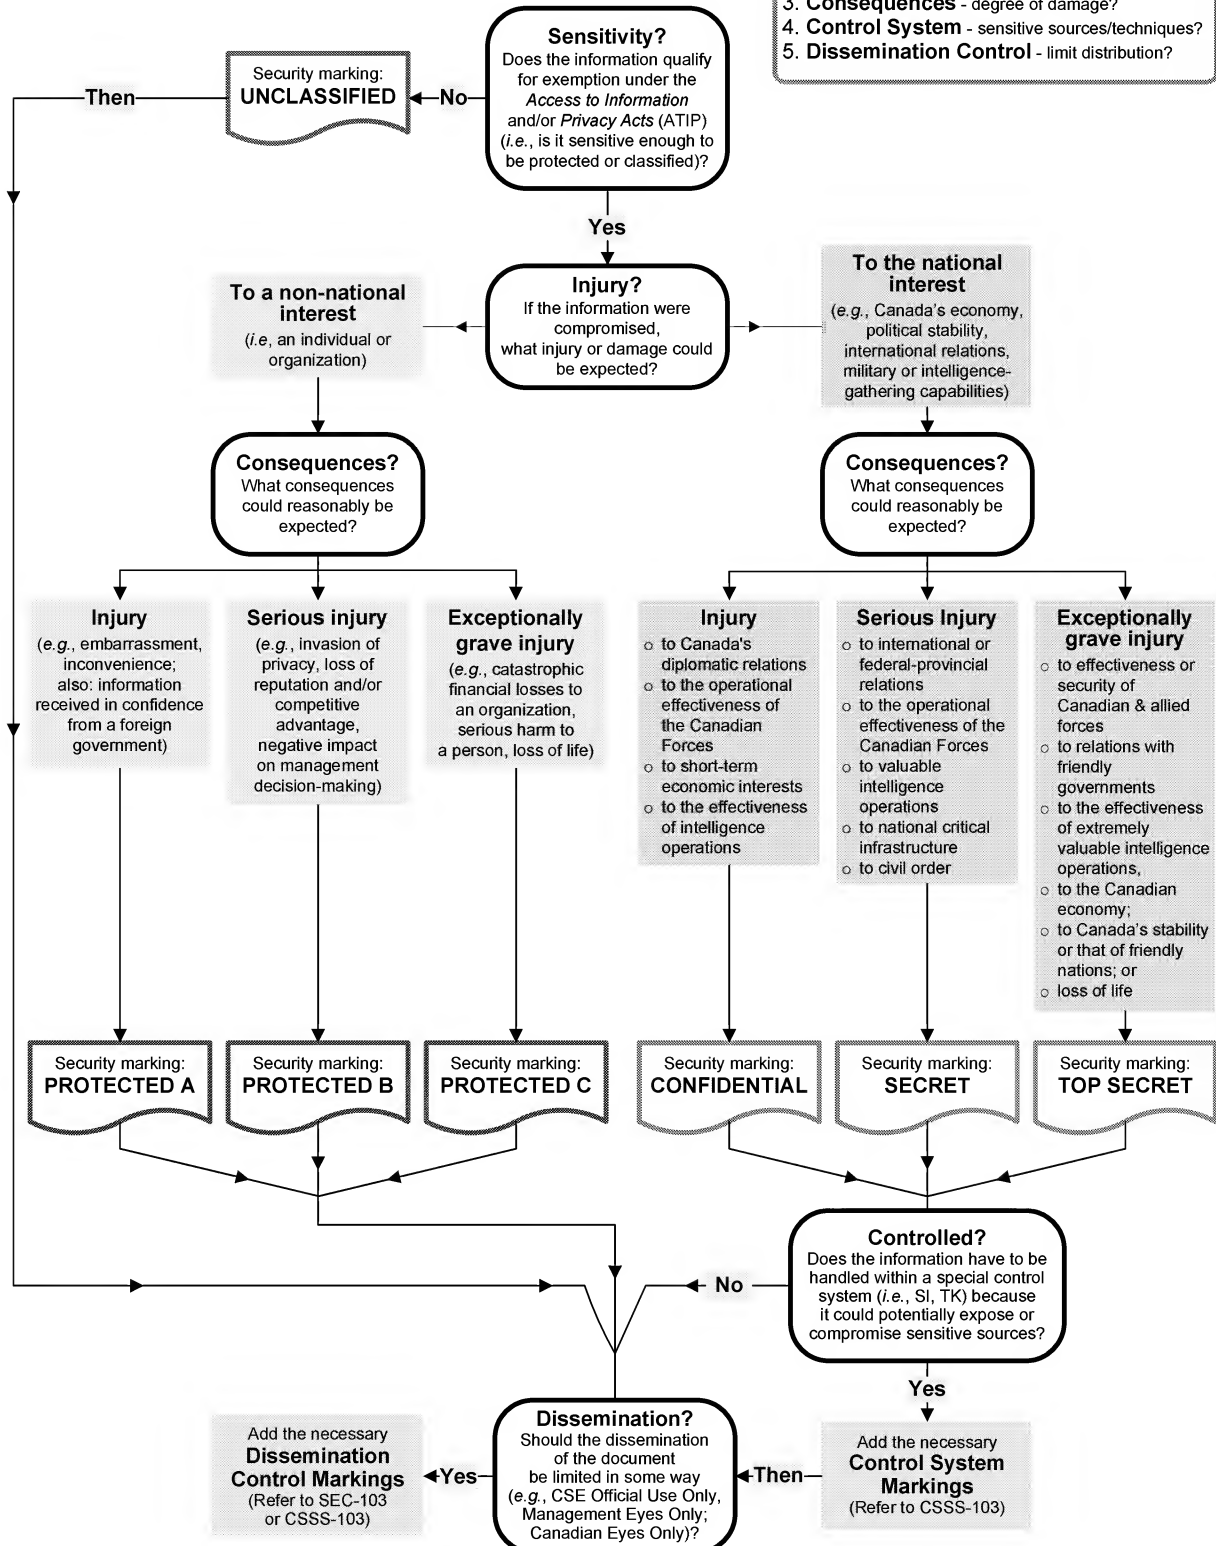 3. Consequences - degree of damage?
4. Control System - sensitive sources/techniques?
5. Dissemination Control - limit distribution?
Sensitivity?
Does the information qualify
for exemption under the
Access to Information
and/or Privacy Acts (ATIP)
(i.e., is it sensitive enough to
be protected or classified)?
No
Security marking:
UNCLASSIFIED
Then
Yes
Injury?
If the information were
compromised,
what injury or damage could
be expected?
To a non-national
interest
(i.e, an individual or
organization)
To the national
interest
(e.g., Canada's economy,
political stability,
international relations,
military or intelligence-
gathering capabilities)
Consequences?
What consequences
could reasonably be
expected?
Consequences?
What consequences
could reasonably be
expected?
Injury
(e.g., embarrassment,
inconvenience;
also: information
received in confidence
from a foreign
government)
Serious injury
(e.g., invasion of
privacy, loss of
reputation and/or
competitive
advantage,
negative impact
on management
decision-making)
Exceptionally
grave injury
(e.g., catastrophic
financial losses to
an organization,
serious harm to
a person, loss of life)
Injury
o to Canada's
diplomatic relations
o to the operational
effectiveness of
the Canadian
Forces
o to short-term
economic interests
o to the effectiveness
of intelligence
operations
Serious Injury
o to international or
federal-provincial
relations
o to the operational
effectiveness of the
Canadian Forces
o to valuable
intelligence
operations
o to national critical
infrastructure
o to civil order
Exceptionally
grave injury
o to effectiveness or
security of
Canadian & allied
forces
o to relations with
friendly
governments
o to the effectiveness
of extremely
valuable intelligence
operations,
o to the Canadian
economy;
o to Canada's stability
or that of friendly
nations; or
o loss of life
Security marking:
PROTECTED A
Security marking:
PROTECTED B
Security marking:
PROTECTED C
Security marking:
CONFIDENTIAL
Security marking:
SECRET
Security marking:
TOP SECRET
Controlled?
Does the information have to be
handled within a special control
system (i.e., SI, TK) because
it could potentially expose or
compromise sensitive sources?
No
Yes
Add the necessary
Control System
Markings
(Refer to CSSS-103)
Then
Dissemination?
Should the dissemination
of the document
be limited in some way
(e.g., CSE Official Use Only,
Management Eyes Only;
Canadian Eyes Only)?
Yes
Add the necessary
Dissemination
Control Markings
(Refer to SEC-103
or CSSS-103)